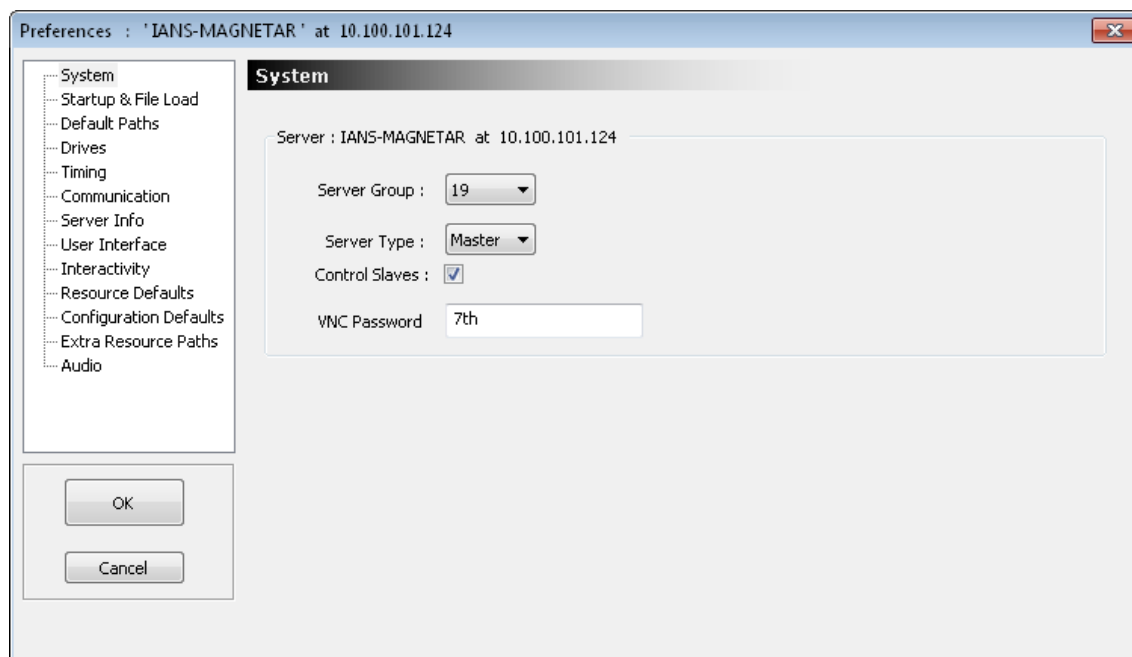 Preferences : 'IANS-MAGNETAR' at 10.100.101.124
System
Startup & File Load
Default Paths
Drives
Timing
Communication
Server Info
User Interface
Interactivity
Resource Defaults
Configuration Defaults
Extra Resource Paths
Audio
OK
Cancel
System
Server : IANS-MAGNETAR at 10.100.101.124
Server Group : 19
Server Type : Master
Control Slaves :
VNC Password 7th